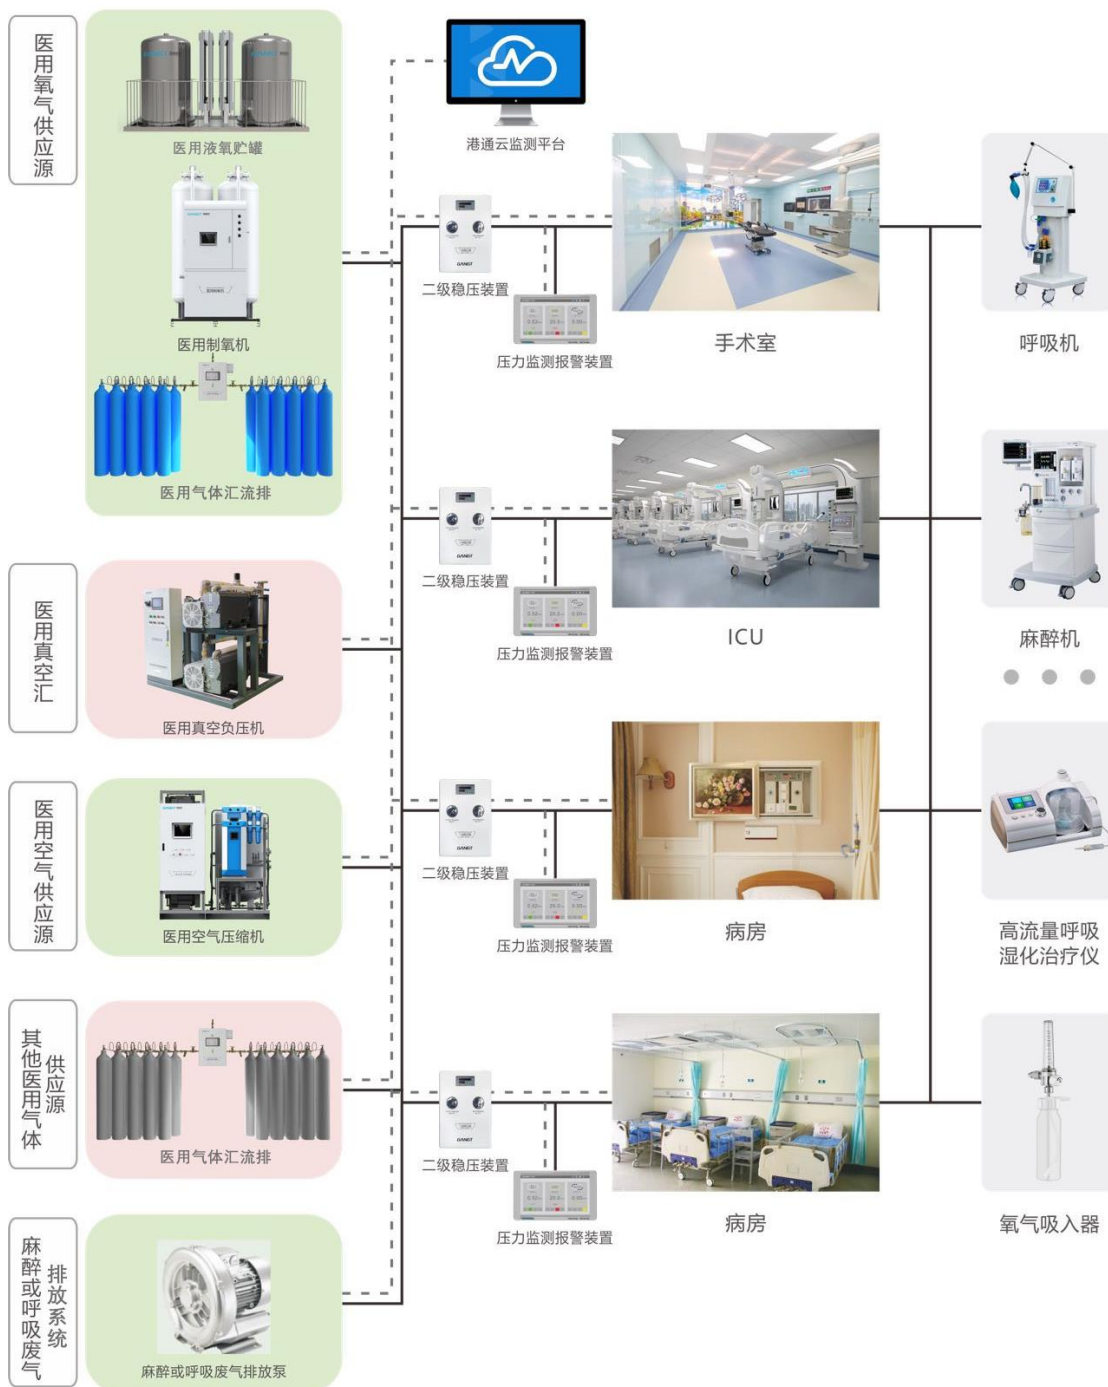 医用氧气供应源
医用液氧贮罐
医用制氧机
医用气体汇流排
医用真空汇
医用真空负压机
医用空气供应源
医用空气压缩机
其他医用气体
供应源
医用气体汇流排
麻醉或呼吸废气
排放系统
麻醉或呼吸废气排放泵
港通云监测平台
二级稳压装置
GANGT
压力监测报警装置
手术室
二级稳压装置
GANGT
压力监测报警装置
ICU
二级稳压装置
GANGT
压力监测报警装置
病房
二级稳压装置
GANGT
压力监测报警装置
病房
呼吸机
麻醉机
高流量呼吸
湿化治疗仪
氧气吸入器